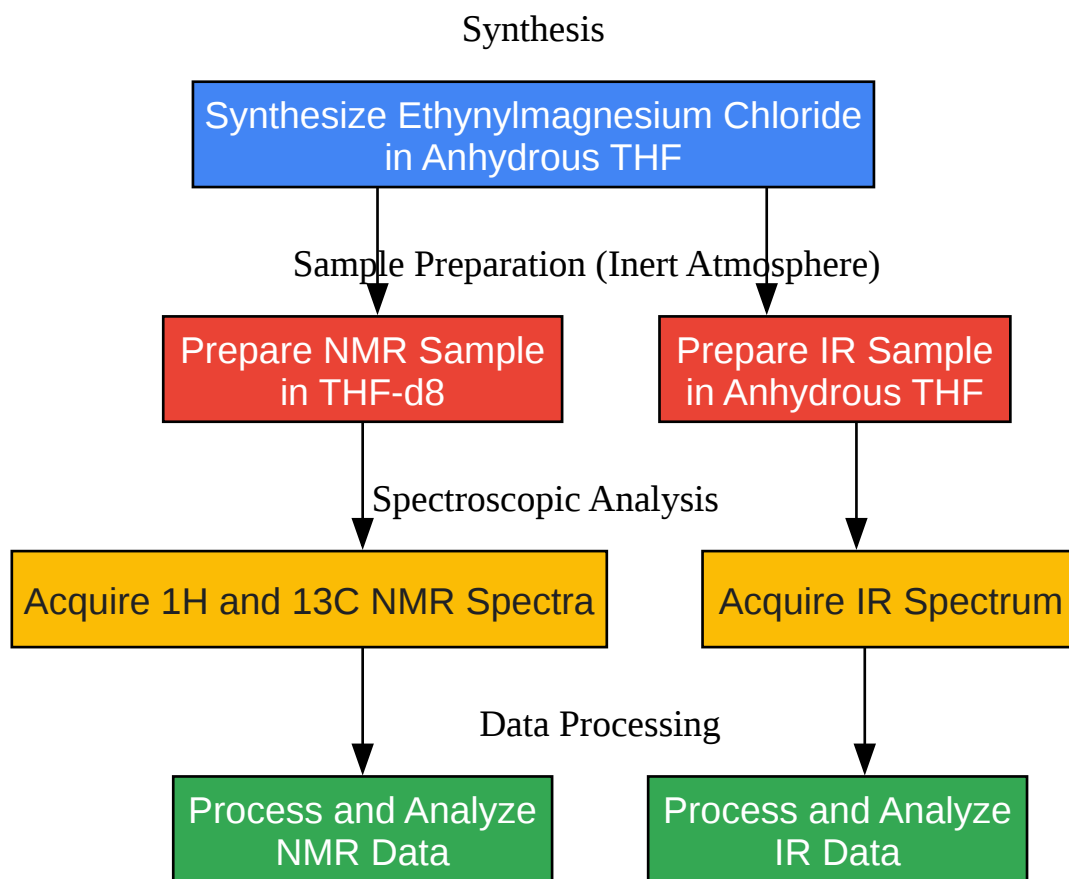 Synthesis
Synthesize Ethynylmagnesium Chloride
in Anhydrous THF
Sample Preparation (Inert Atmosphere)
Prepare NMR Sample
in THF-d8
Prepare IR Sample
in Anhydrous THF
Spectroscopic Analysis
Acquire 1H and 13C NMR Spectra
Acquire IR Spectrum
Data Processing
Process and Analyze
NMR Data
Process and Analyze
IR Data